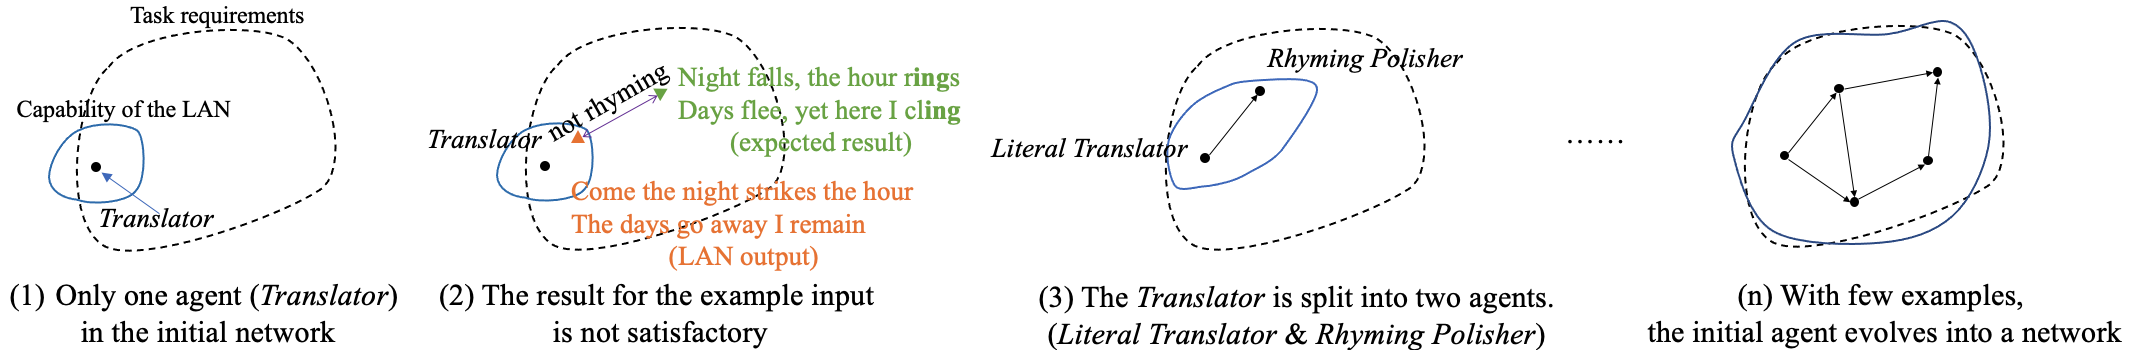 Task requirements
Capability of the LAN
Translator
(1) Only one agent (Translator)
in the initial network
Translator
not rhyming
Night falls, the hour rings
Days flee, yet here I cling
(expected result)
Come the night strikes the hour
The days go away I remain
(LAN output)
(2) The result for the example input
is not satisfactory
Rhyming Polisher
Literal Translator
(3) The Translator is split into two agents.
(Literal Translator & Rhyming Polisher)
......
(n) With few examples,
the initial agent evolves into a network